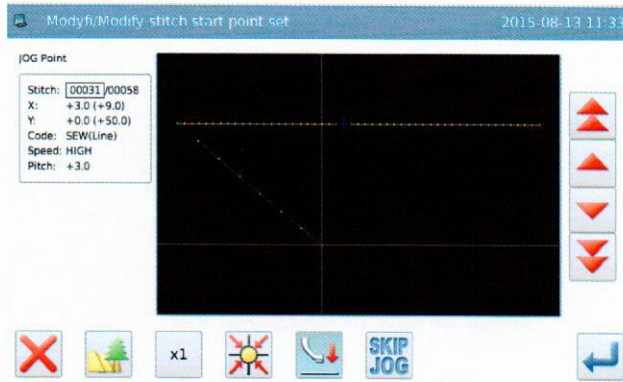 Modyfi/Modify stitch start point set 2015-08-13 11:33
JOG Point
Stitch: 00031/00058
X: +3.0 (+9.0)
Y: +0.0 (+50.0)
Code: SEW(Line)
Speed: HIGH
Pitch: +3.0
x1
SKIP
JOG